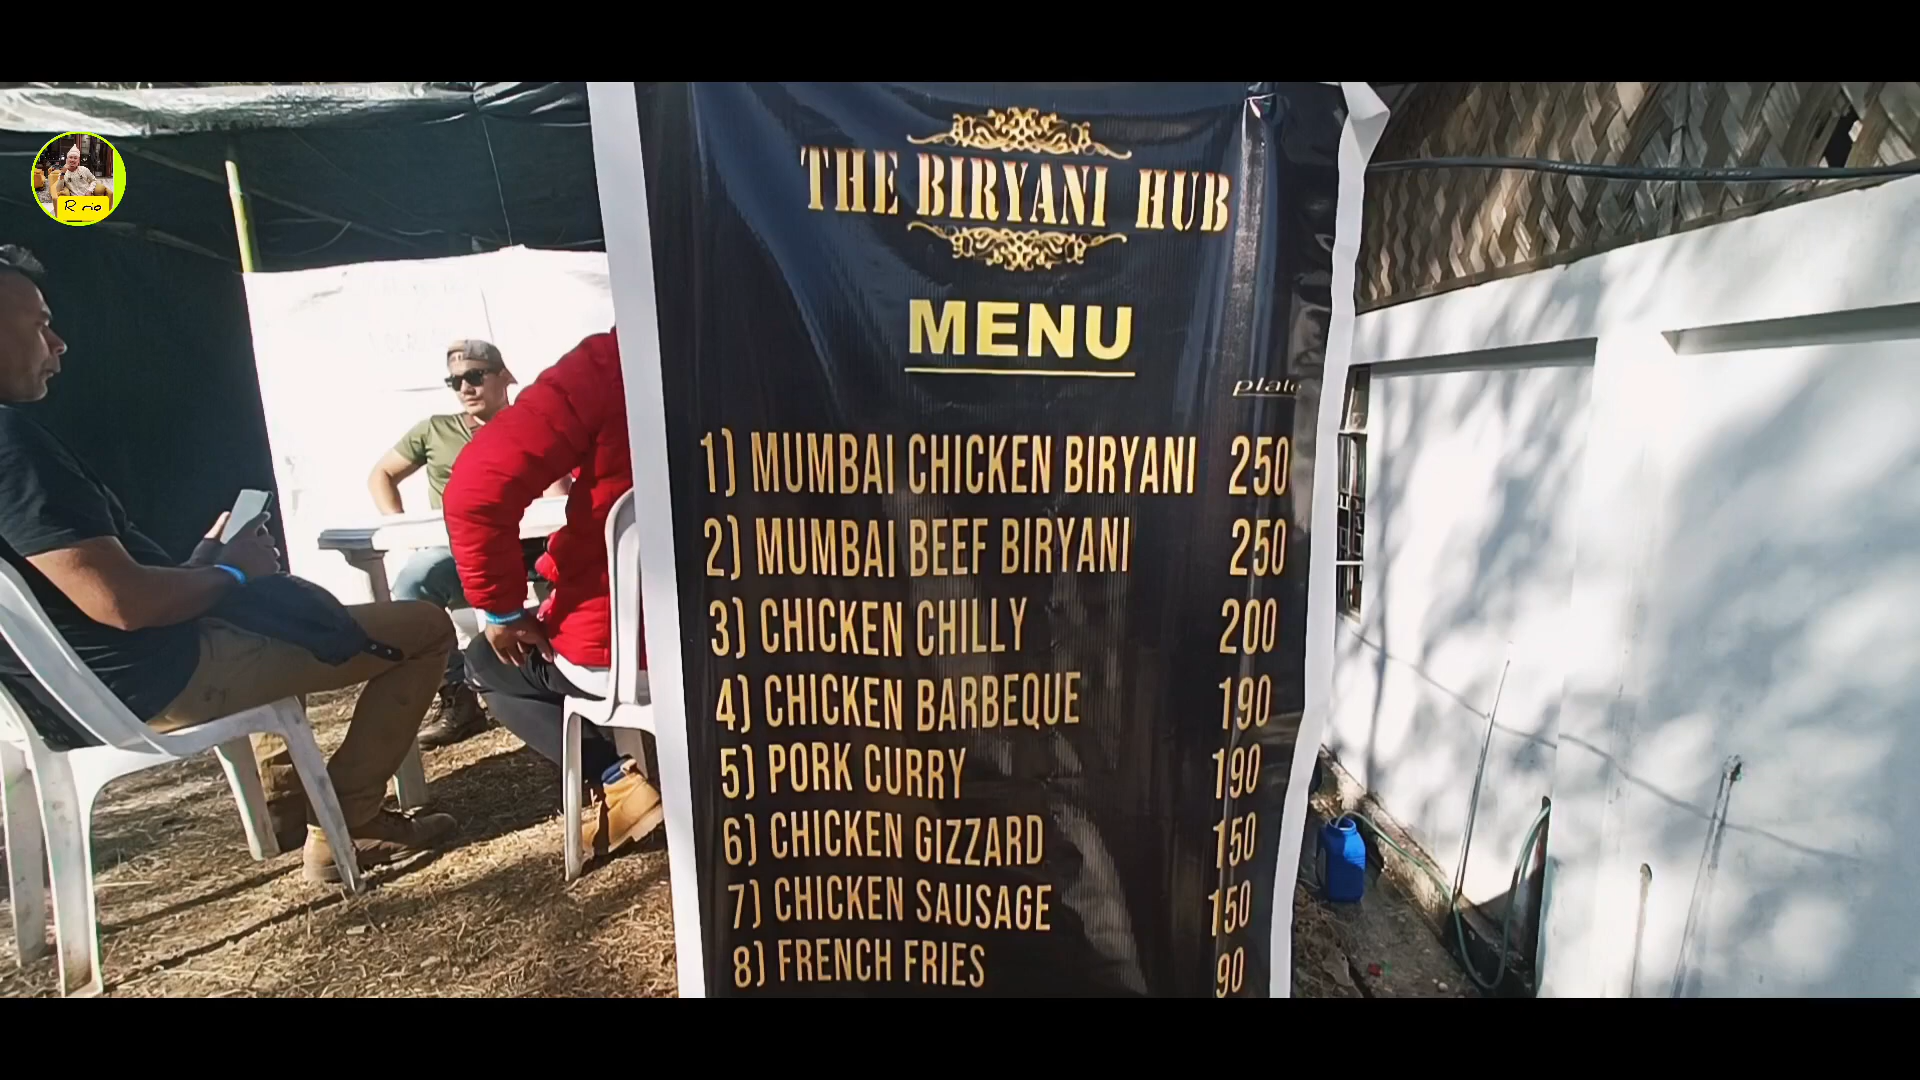 R rio
THE BIRYANI HUB
MENU
plate
1) MUMBAI CHICKEN BIRYANI 250
2) MUMBAI BEEF BIRYANI 250
3) CHICKEN CHILLY 200
4) CHICKEN BARBEQUE 190
5) PORK CURRY 190
6) CHICKEN GIZZARD 150
7) CHICKEN SAUSAGE 150
8) FRENCH FRIES 90